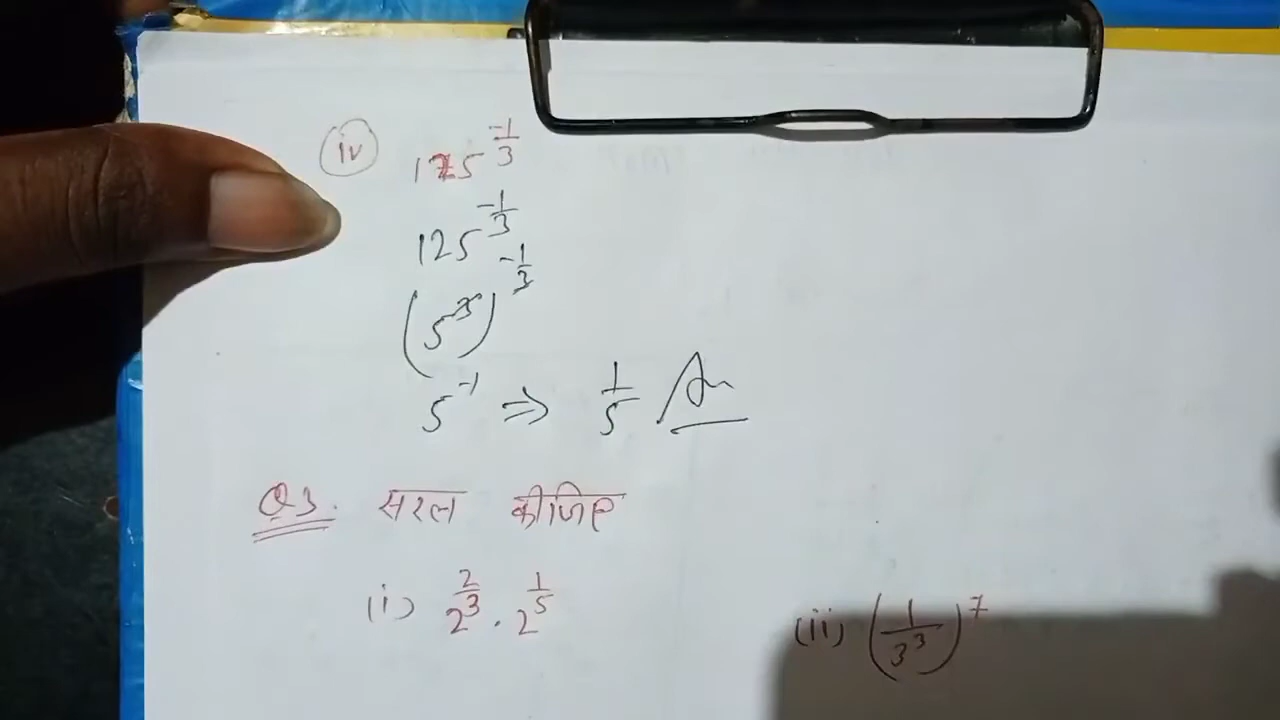 (iv) 125^(-1/3)
125^(-1/3)
(5^3)^(-1/3)
5^(-1) ⇒ 1/5 An
Q3. सरल कीजिए
(i) 2^(2/3) . 2^(1/5) (ii) (1/3^3)^7